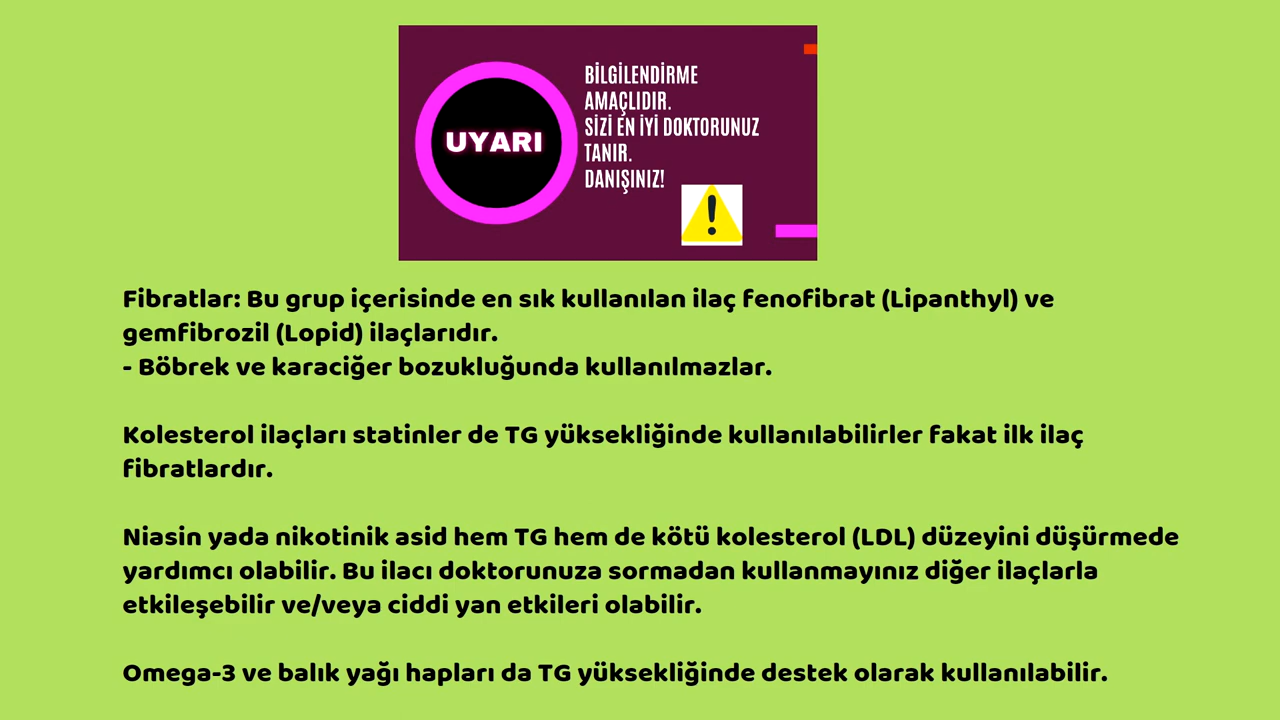 UYARI
BİLGİLENDİRME
AMAÇLIDIR.
SİZİ EN İYİ DOKTORUNUZ
TANIR.
DANIŞINIZ!
Fibratlar: Bu grup içerisinde en sık kullanılan ilaç fenofibrat (Lipanthyl) ve
gemfibrozil (Lopid) ilaçlarıdır.
- Böbrek ve karaciğer bozukluğunda kullanılmazlar.
Kolesterol ilaçları statinler de TG yüksekliğinde kullanılabilirler fakat ilk ilaç
fibratlardır.
Niasin yada nikotinik asid hem TG hem de kötü kolesterol (LDL) düzeyini düşürmede
yardımcı olabilir. Bu ilacı doktorunuza sormadan kullanmayınız diğer ilaçlarla
etkileşebilir ve/veya ciddi yan etkileri olabilir.
Omega-3 ve balık yağı hapları da TG yüksekliğinde destek olarak kullanılabilir.